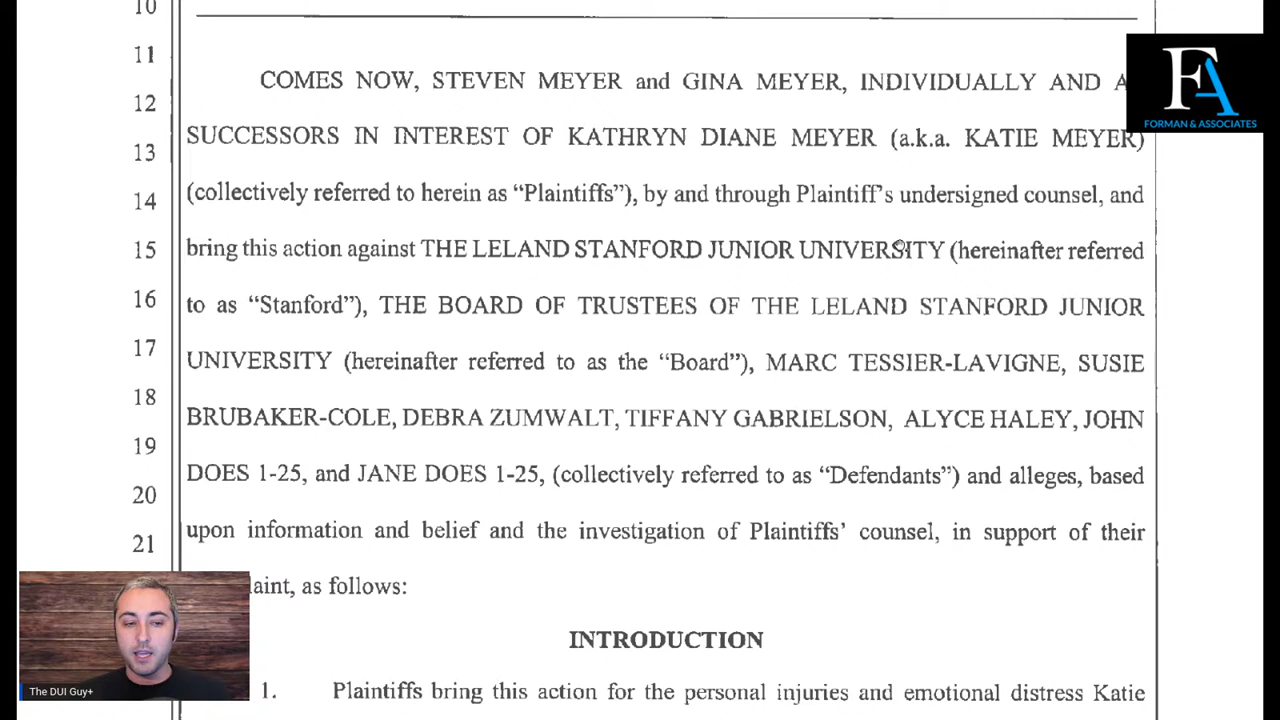 10
11
COMES NOW, STEVEN MEYER and GINA MEYER, INDIVIDUALLY AND
12
SUCCESSORS IN INTEREST OF KATHRYN DIANE MEYER (a.k.a. KATIE MEYER)
13
(collectively referred to herein as “Plaintiffs”), by and through Plaintiff's undersigned counsel, and
14
bring this action against THE LELAND STANFORD JUNIOR UNIVERSITY (hereinafter referred
15
to as “Stanford”), THE BOARD OF TRUSTEES OF THE LELAND STANFORD JUNIOR
16
UNIVERSITY (hereinafter referred to as the “Board”), MARC TESSIER-LAVIGNE, SUSIE
17
BRUBAKER-COLE, DEBRA ZUMWALT, TIFFANY GABRIELSON, ALYCE HALEY, JOHN
18
19
DOES 1-25, and JANE DOES 1-25, (collectively referred to as “Defendants”) and alleges, based
20
upon information and belief and the investigation of Plaintiffs’ counsel, in support of their
21
laint, as follows:
INTRODUCTION
1. Plaintiffs bring this action for the personal injuries and emotional distress Katie
FA
FORMAN & ASSOCIATES
The DUI Guy+